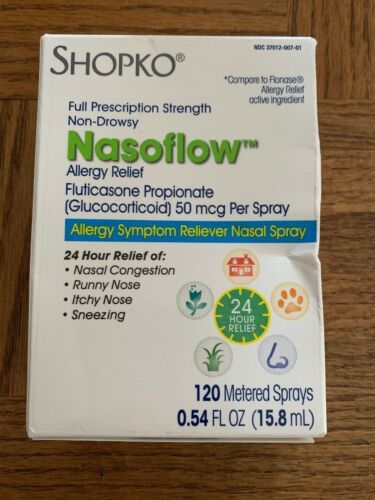 NDC 37012-007-01
SHOPKO®
*Compare to Flonase®
Allergy Relief
active ingredient
Full Prescription Strength
Non-Drowsy
Nasoflow™
Allergy Relief
Fluticasone Propionate
(Glucocorticoid) 50 mcg Per Spray
Allergy Symptom Reliever Nasal Spray
24 Hour Relief of:
• Nasal Congestion
• Runny Nose
• Itchy Nose
• Sneezing
24
HOUR
RELIEF
120 Metered Sprays
0.54 FL OZ (15.8 mL)